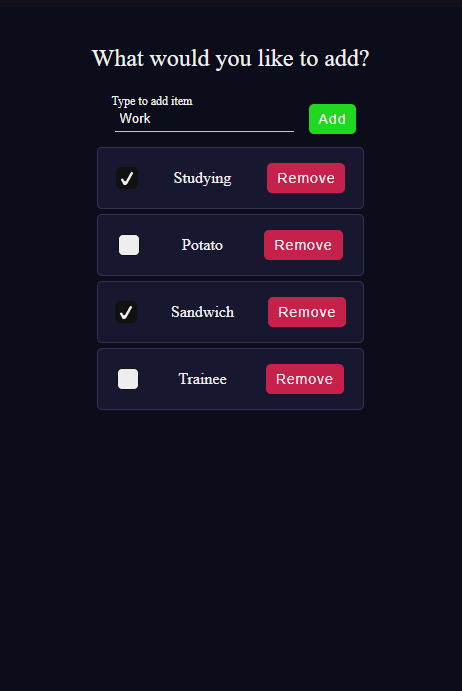 What would you like to add?
Type to add item
Work
Add
Studying Remove
Potato Remove
Sandwich Remove
Trainee Remove